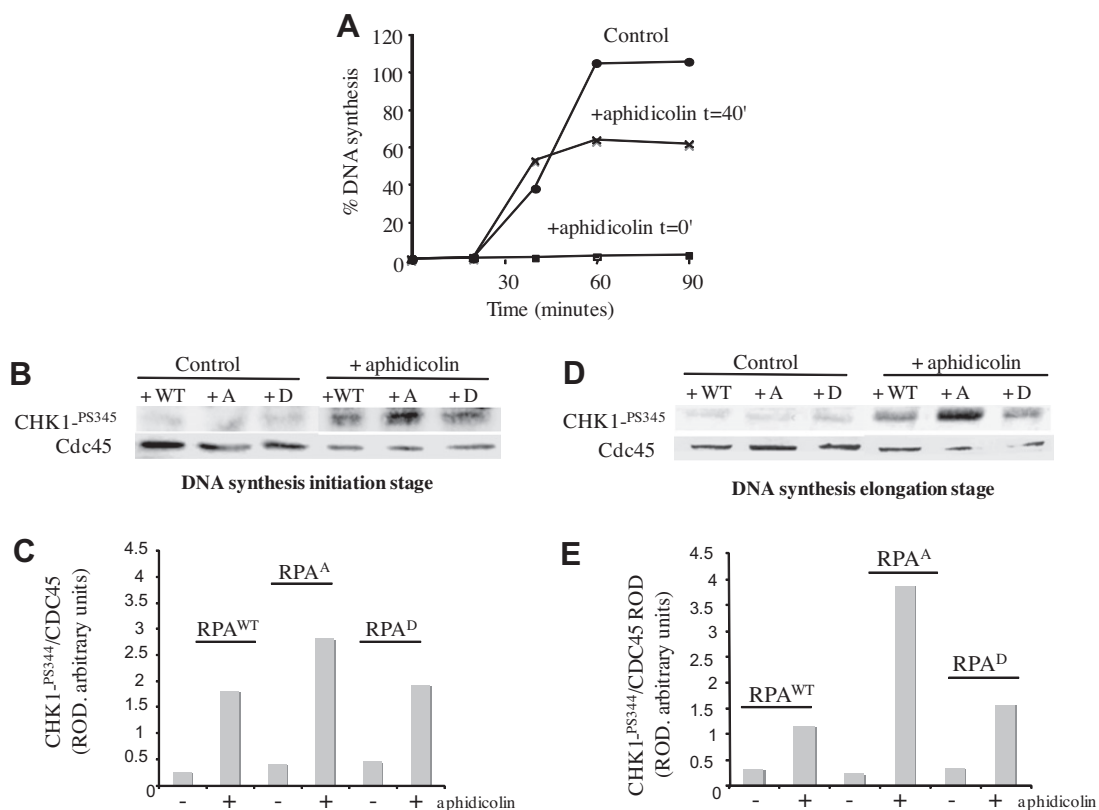 A
120
100
80
60
40
20
0
% DNA synthesis
Control
+aphidicolin t=40'
+aphidicolin t=0'
30 60 90
Time (minutes)
B
Control + aphidicolin
+ WT + A + D +WT + A + D
CHK1-PS345
Cdc45
DNA synthesis initiation stage
D
Control + aphidicolin
+ WT + A + D + WT + A + D
CHK1-PS345
Cdc45
DNA synthesis elongation stage
C
CHK1-PS344/CDC45
(ROD. arbitrary units)
4.5
4
3.5
3
2.5
2
1.5
1
0.5
0
RPAWT
RPAA
RPAD
- + - + - + aphidicolin
E
CHK1-PS344/CDC45 ROD
(ROD. arbitrary units)
4.5
4
3.5
3
2.5
2
1.5
1
0.5
0
RPAWT
RPAA
RPAD
- + - + - + aphidicolin